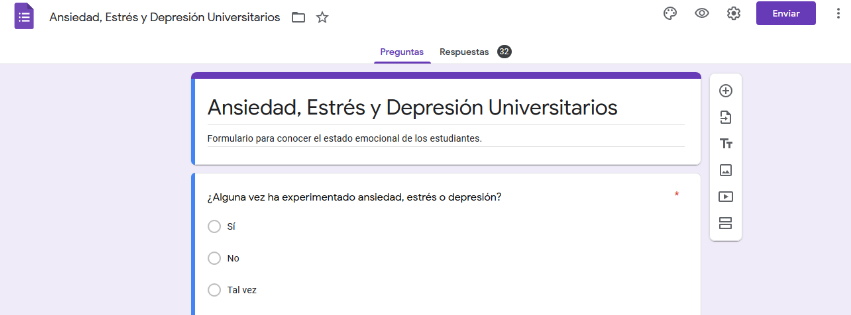 Ansiedad, Estrés y Depresión Universitarios
Enviar
Preguntas Respuestas 32
Ansiedad, Estrés y Depresión Universitarios
Formulario para conocer el estado emocional de los estudiantes.
¿Alguna vez ha experimentado ansiedad, estrés o depresión? *
Sí
No
Tal vez
Tt